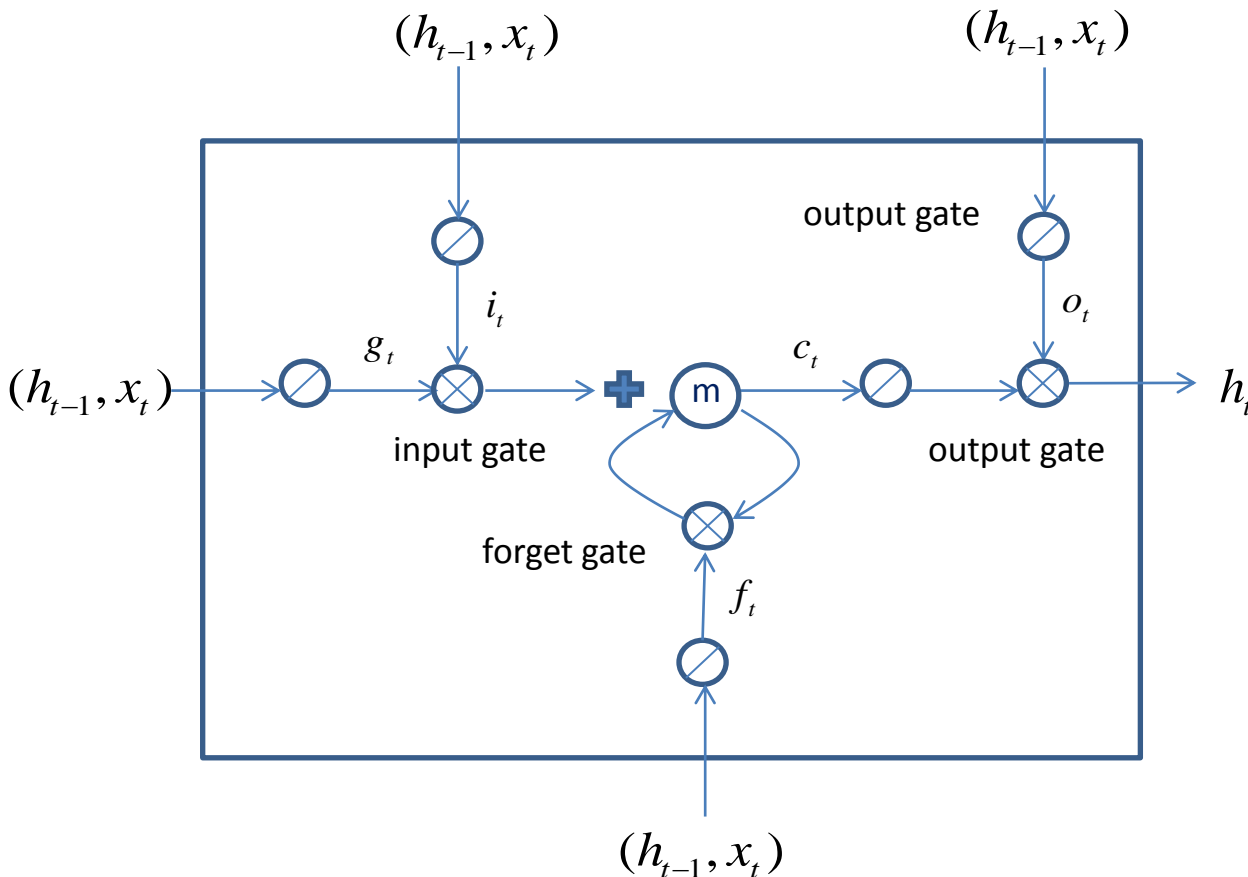 (h_{t-1}, x_t)
(h_{t-1}, x_t)
output gate
i_t
o_t
g_t
c_t
(h_{t-1}, x_t)
m
h_t
input gate
output gate
forget gate
f_t
(h_{t-1}, x_t)